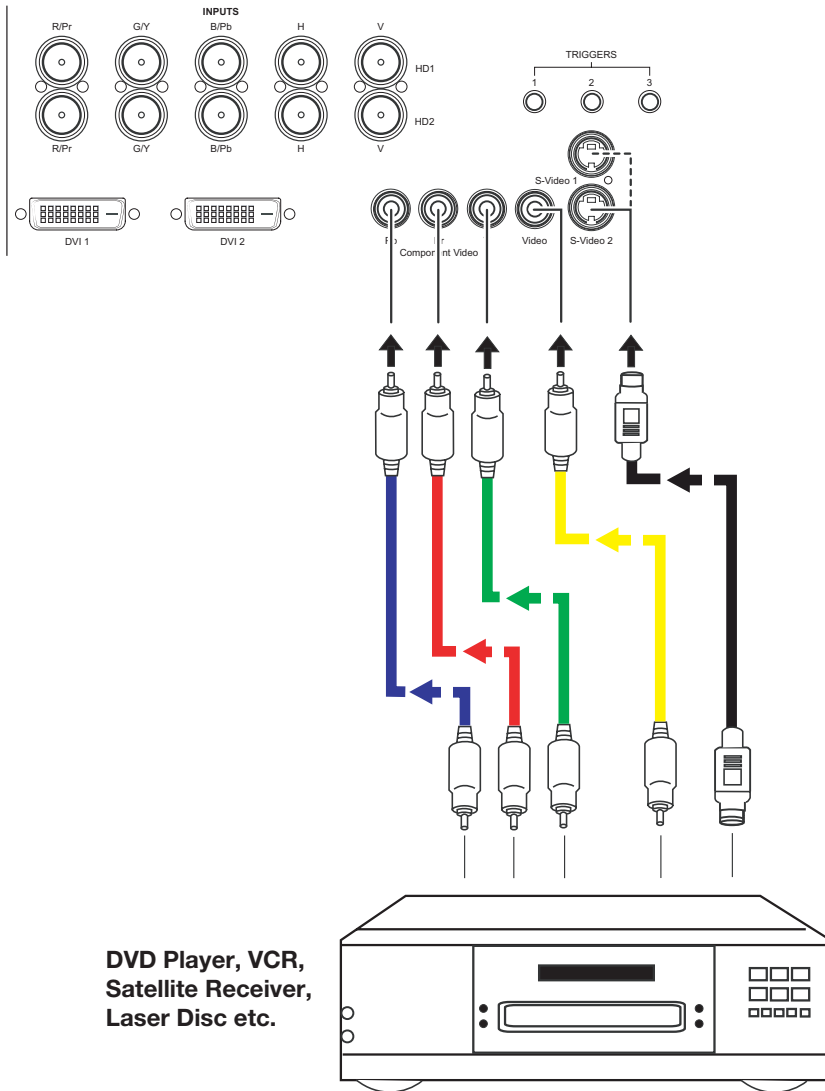 INPUTS
R/Pr G/Y B/Pb H V
HD1
HD2
R/Pr G/Y B/Pb H V
TRIGGERS
1 2 3
S-Video 1
DVI 1 DVI 2
Video S-Video 2
Video
DVD Player, VCR,
Satellite Receiver,
Laser Disc etc.